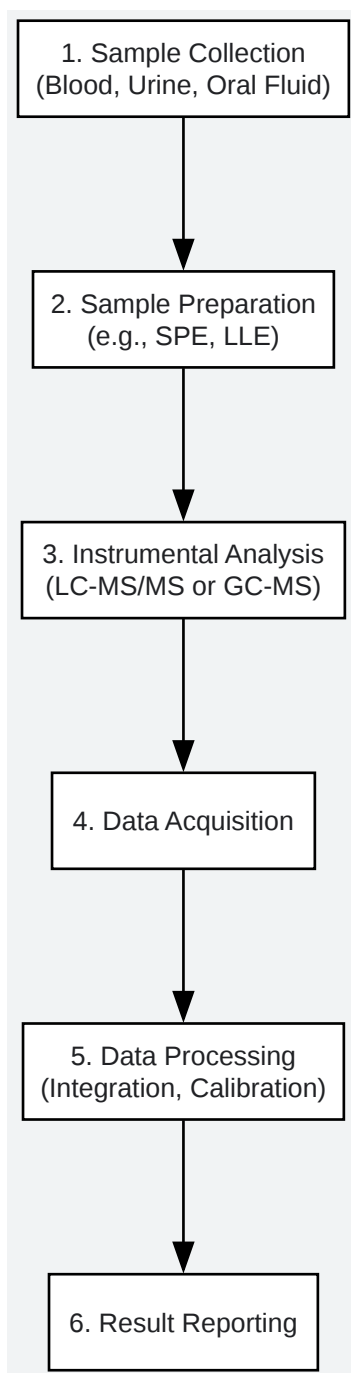 1. Sample Collection
(Blood, Urine, Oral Fluid)
2. Sample Preparation
(e.g., SPE, LLE)
3. Instrumental Analysis
(LC-MS/MS or GC-MS)
4. Data Acquisition
5. Data Processing
(Integration, Calibration)
6. Result Reporting